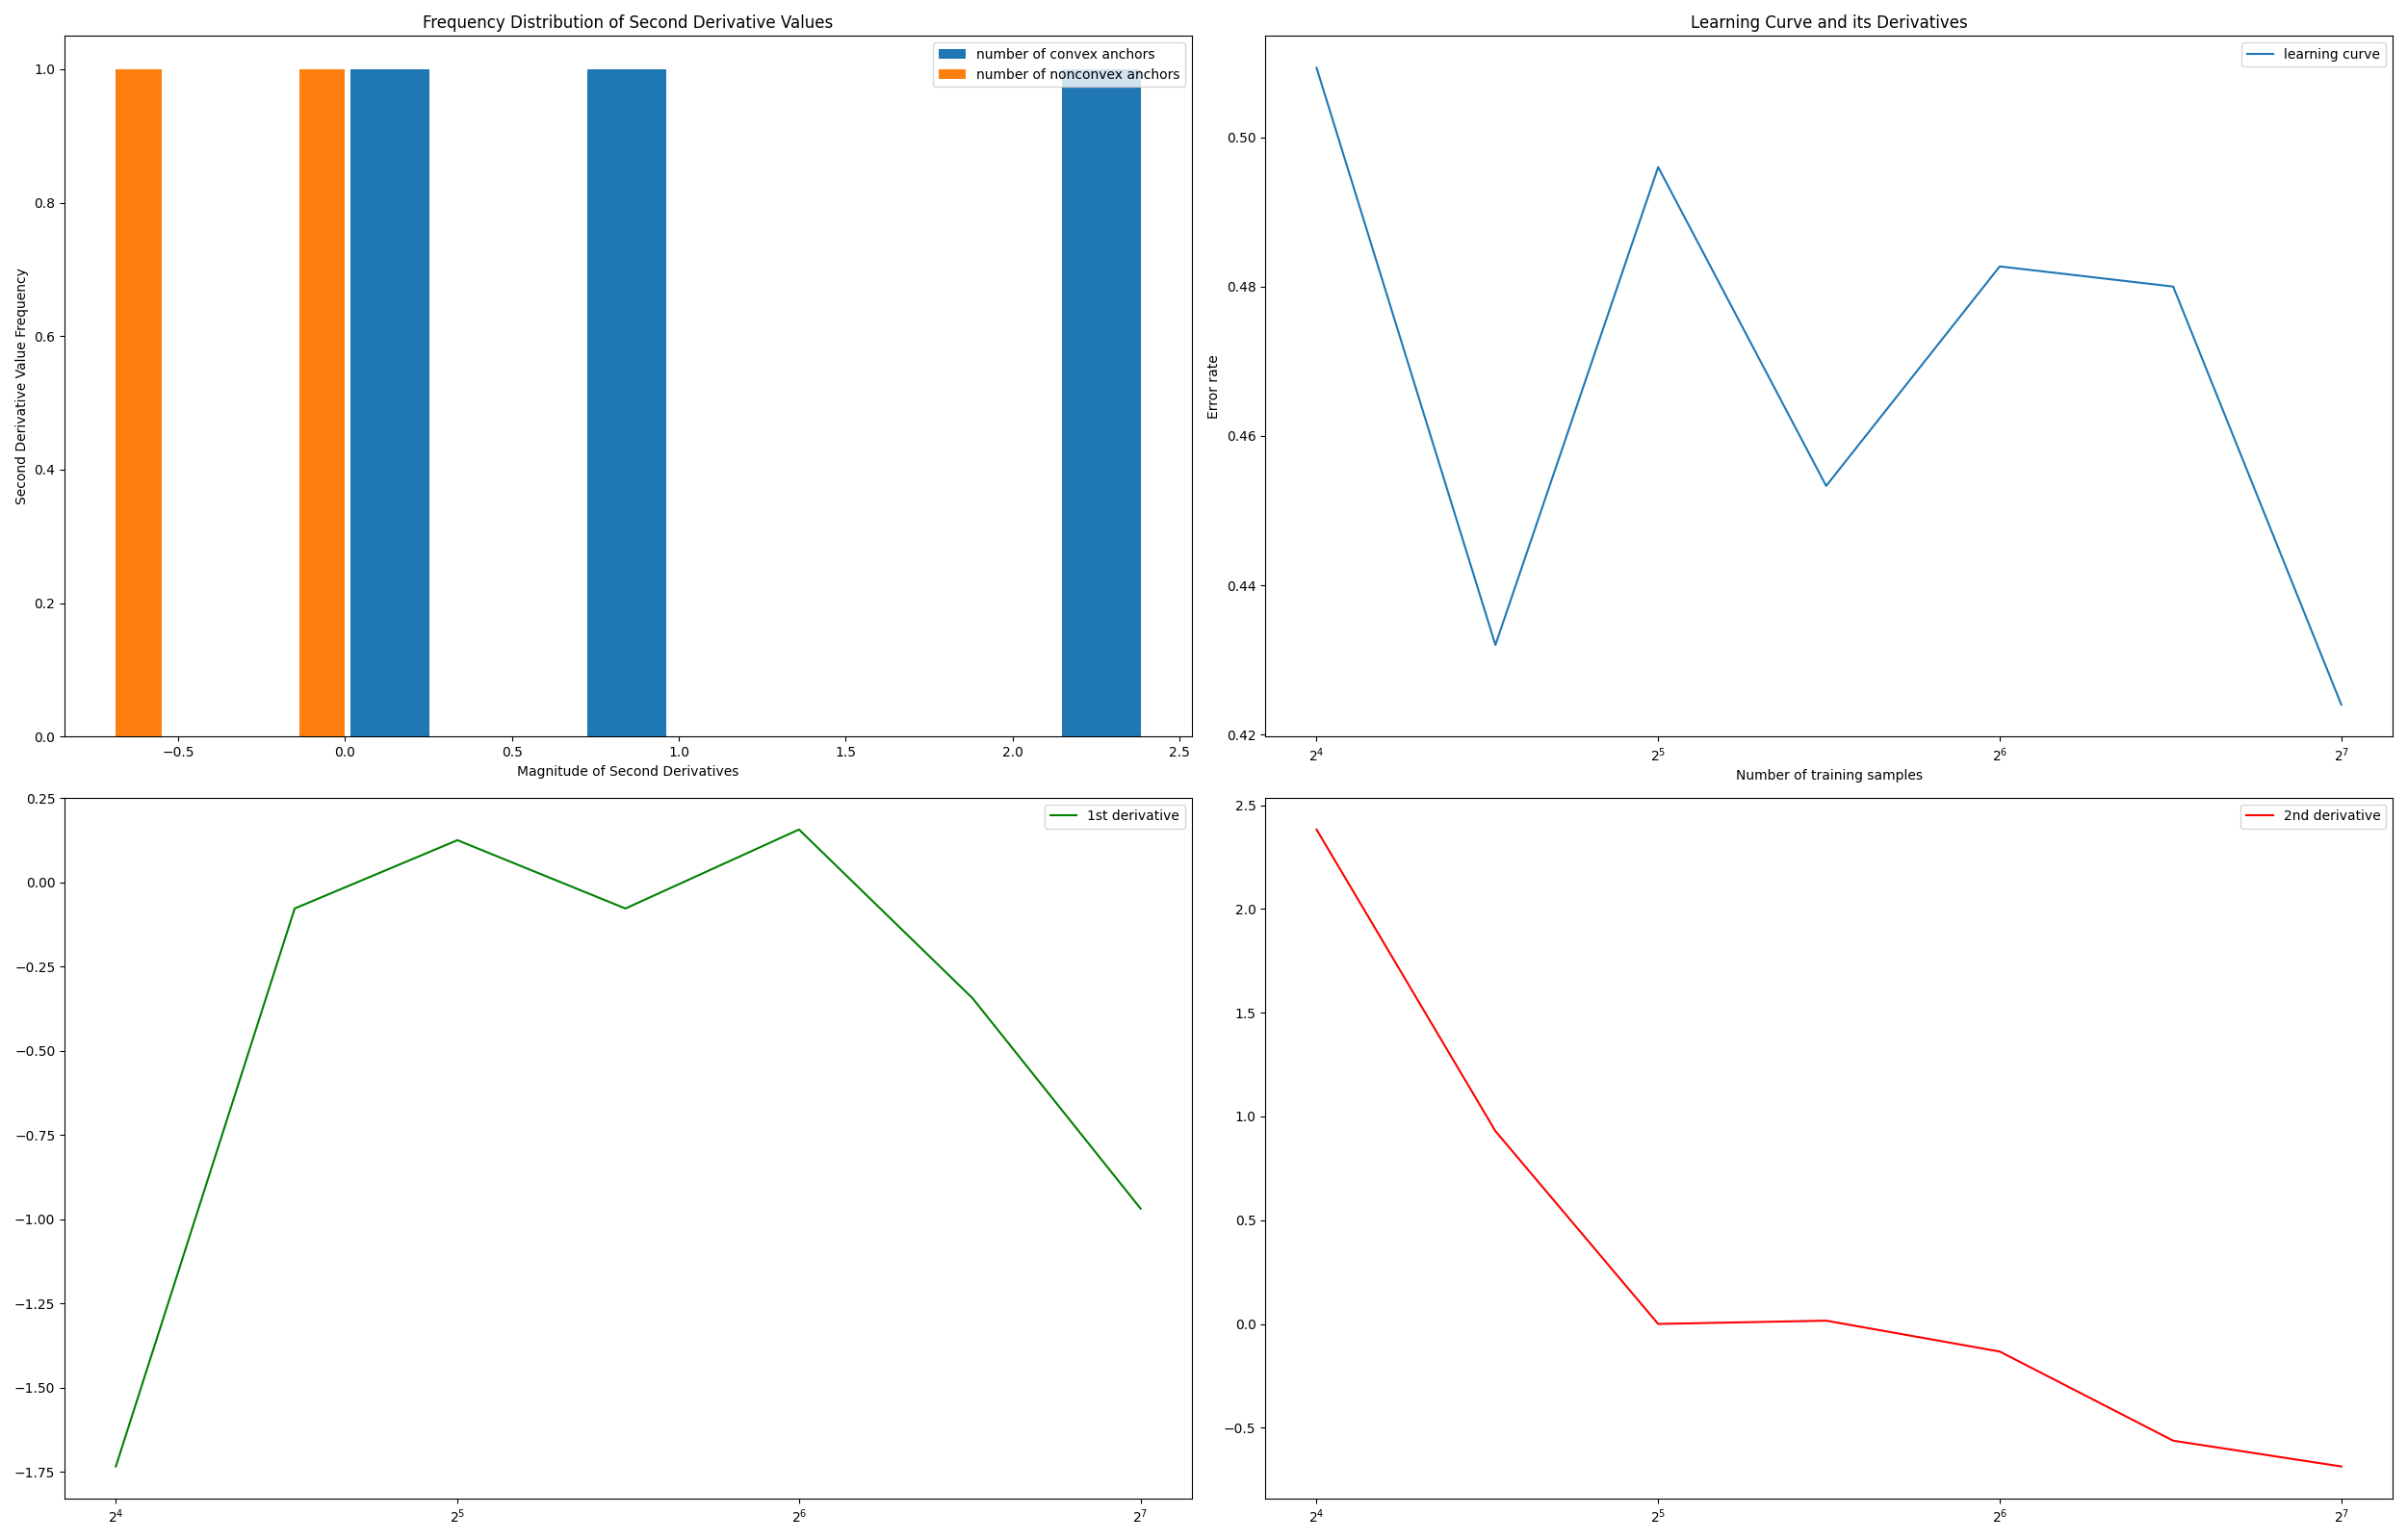 Frequency Distribution of Second Derivative Values
number of convex anchors
number of nonconvex anchors
Second Derivative Value Frequency
1.0
0.8
0.6
0.4
0.2
0.0
−0.5 0.0 0.5 1.0 1.5 2.0 2.5
Magnitude of Second Derivatives
Learning Curve and its Derivatives
learning curve
Error rate
0.50
0.48
0.46
0.44
0.42
2⁴ 2⁵ 2⁶ 2⁷
Number of training samples
1st derivative
0.25
0.00
−0.25
−0.50
−0.75
−1.00
−1.25
−1.50
−1.75
2⁴ 2⁵ 2⁶ 2⁷
2nd derivative
2.5
2.0
1.5
1.0
0.5
0.0
−0.5
2⁴ 2⁵ 2⁶ 2⁷